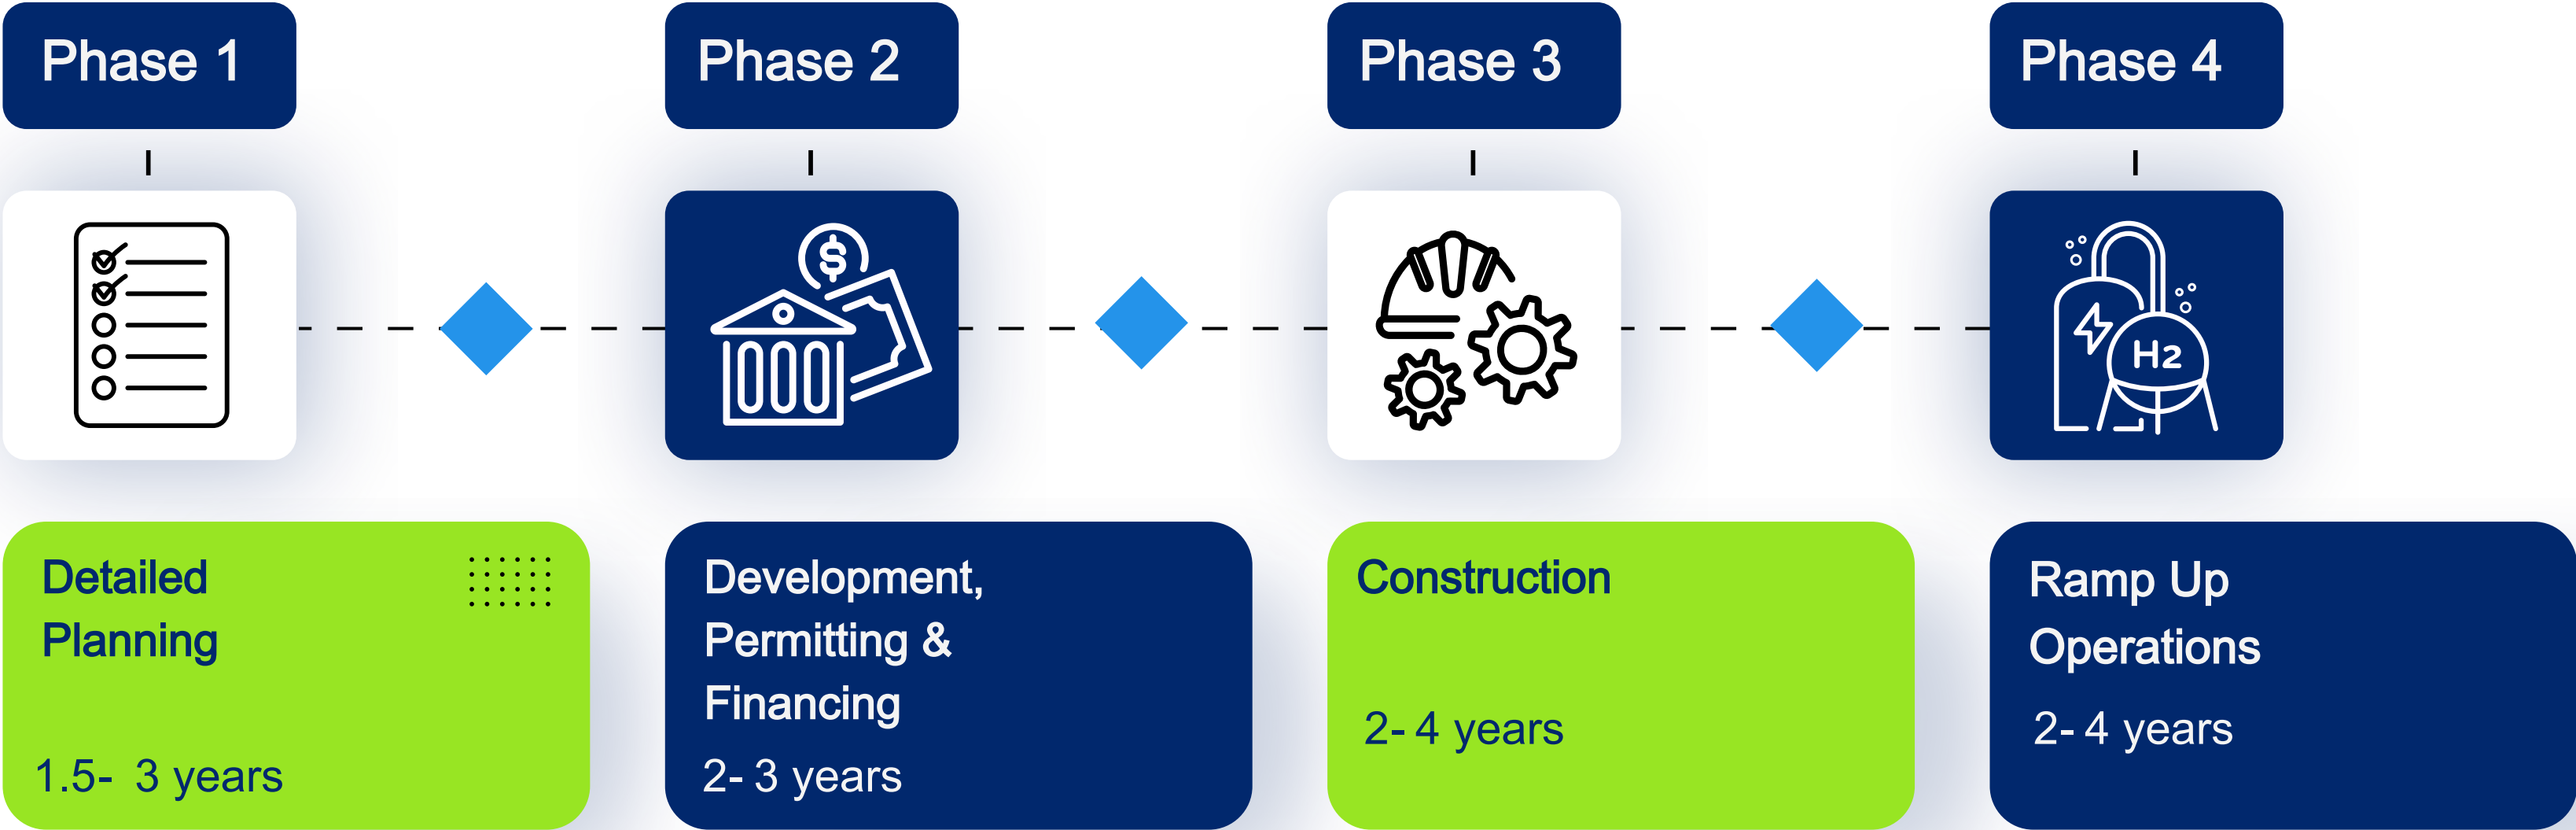 Phase 1
Phase 2
Phase 3
Phase 4
$
H2
Detailed
Planning
1.5- 3 years
Development,
Permitting &
Financing
2- 3 years
Construction
2- 4 years
Ramp Up
Operations
2- 4 years